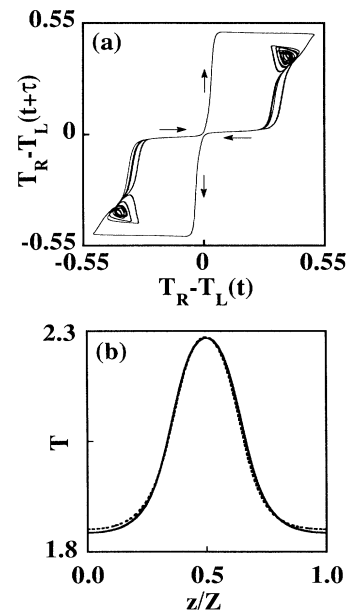 (a)
0.55
0
-0.55
T_R-T_L(t+τ)
-0.55 0 0.55
T_R-T_L(t)
(b)
2.3
T
1.8
0.0 0.5 1.0
z/Z